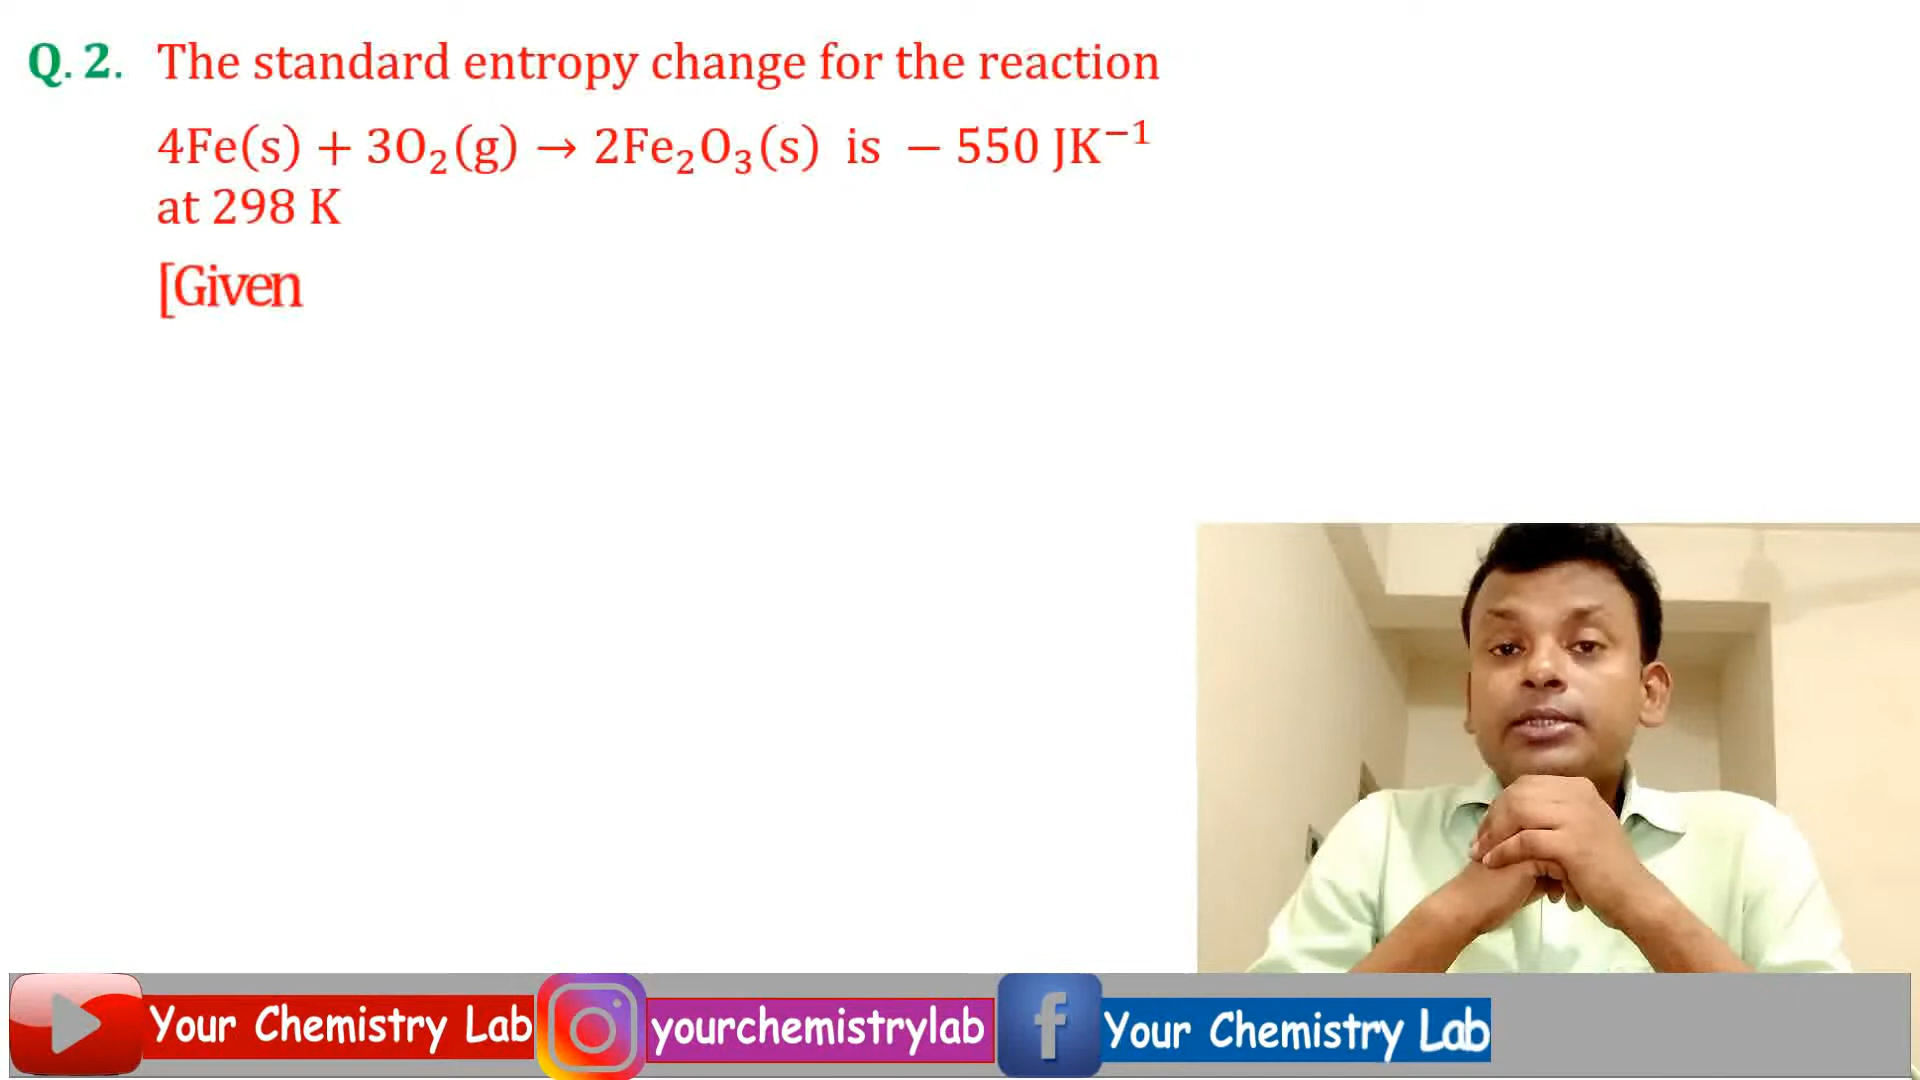 Q. 2. The standard entropy change for the reaction
4Fe(s) + 3O₂(g) → 2Fe₂O₃(s) is − 550 JK⁻¹
at 298 K
[Given
Your Chemistry Lab
yourchemistrylab
f
Your Chemistry Lab